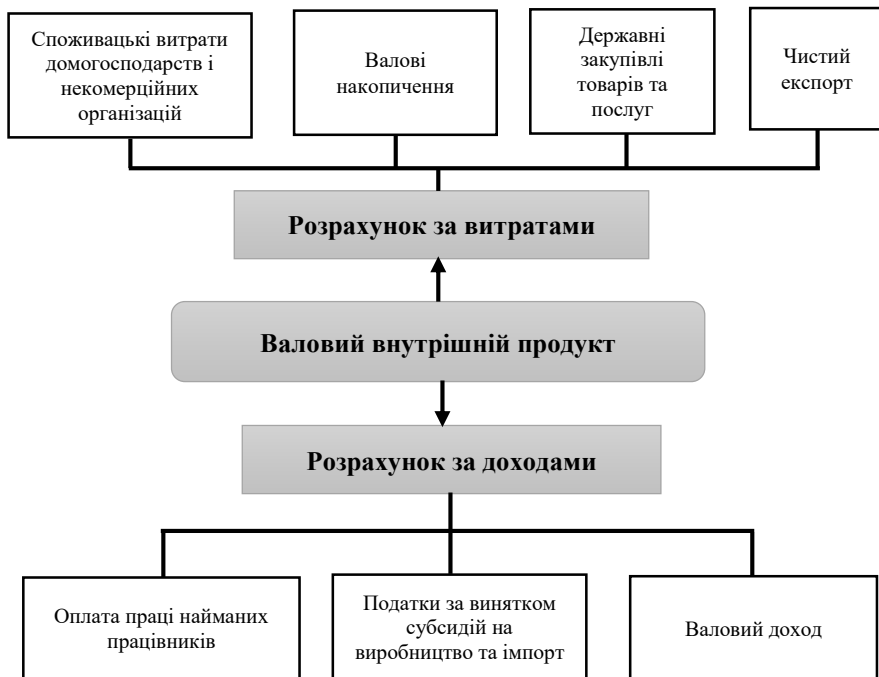 Споживацькі витрати
домогосподарств і
некомерційних
організацій
Валові
накопичення
Державні
закупівлі
товарів та
послуг
Чистий
експорт
Розрахунок за витратами
Валовий внутрішній продукт
Розрахунок за доходами
Оплата праці найманих
працівників
Податки за винятком
субсидій на
виробництво та імпорт
Валовий доход